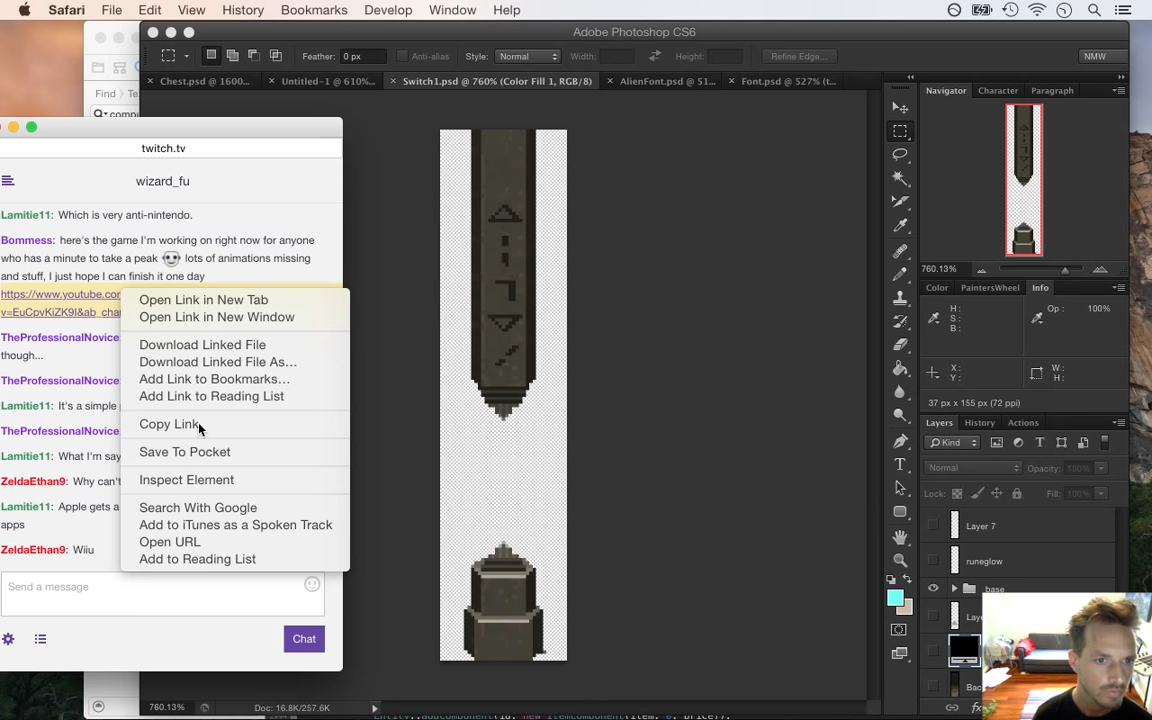 Safari File Edit View History Bookmarks Develop Window Help
Adobe Photoshop CS6
Feather: 0 px Anti-alias Style: Normal Width: Height: Refine Edge... NMW
Chest.psd @ 1600... Untitled-1 @ 610%... Switch1.psd @ 760% (Color Fill 1, RGB/8) AlienFont.psd @ 51... Font.psd @ 527% (t...
Find
Navigator Character Paragraph
twitch.tv
wizard_fu
Lamitie11: Which is very anti-nintendo.
Bommess: here's the game I'm working on right now for anyone
who has a minute to take a peak lots of animations missing
and stuff, I just hope I can finish it one day
https://www.youtube.com
v=EuCpvKiZK9I&ab_cha
TheProfessionalNovice
though...
TheProfessionalNovice
Lamitie11: It's a simple
TheProfessionalNovice
Lamitie11: What I'm say
ZeldaEthan9: Why can't
Lamitie11: Apple gets a
apps
ZeldaEthan9: Wiiu
Send a message
Chat
Open Link in New Tab
Open Link in New Window
Download Linked File
Download Linked File As...
Add Link to Bookmarks...
Add Link to Reading List
Copy Link
Save To Pocket
Inspect Element
Search With Google
Add to iTunes as a Spoken Track
Open URL
Add to Reading List
760.13%
Color PaintersWheel Info
H:
S:
B:
Op: 100%
X:
Y:
W:
H:
37 px x 155 px (72 ppi)
Layers History Actions
Kind
Normal Opacity: 100%
Lock: Fill: 100%
Layer 7
runeglow
base
760.13% Doc: 16.8K/257.6K